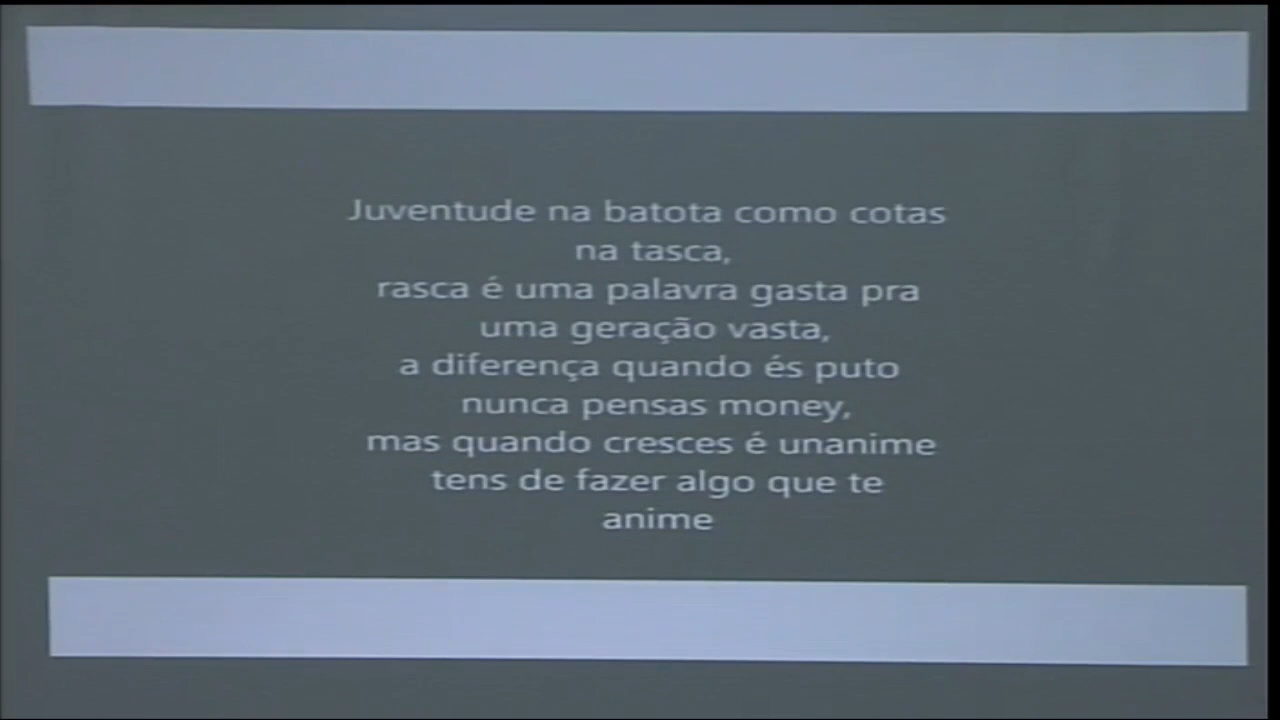 Juventude na batota como cotas
na tasca,
rasca é uma palavra gasta pra
uma geração vasta,
a diferença quando és puto
nunca pensas money,
mas quando cresces é unanime
tens de fazer algo que te
anime